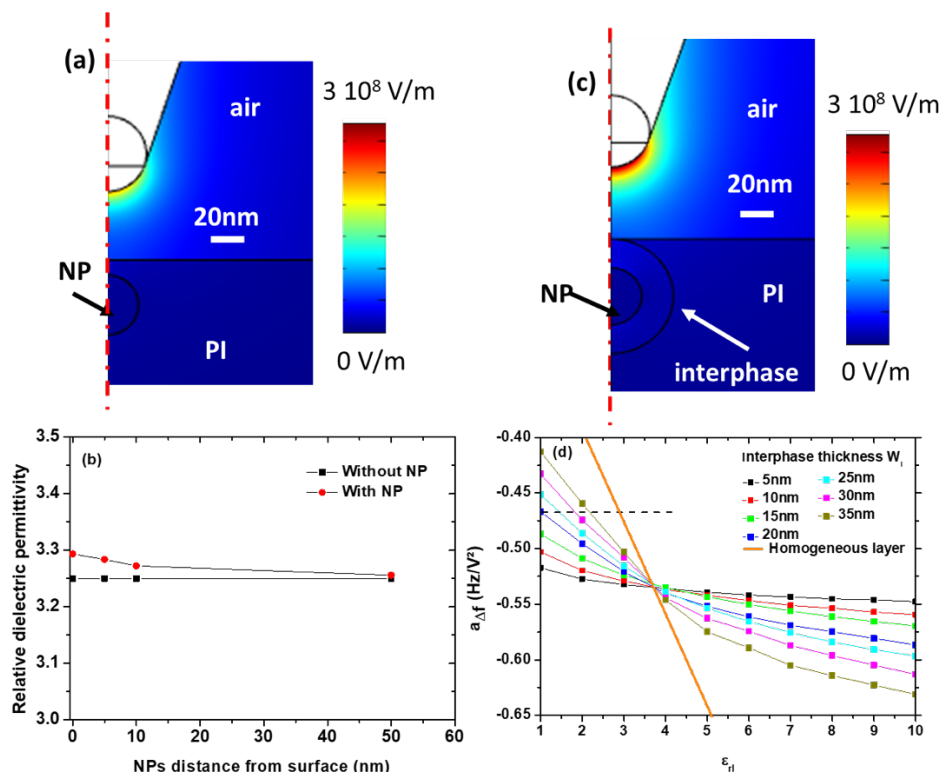 (a)
3 10⁸ V/m
air
20nm
NP
PI
0 V/m
(c)
3 10⁸ V/m
air
20nm
NP
PI
interphase
0 V/m
(b)
Relative dielectric permittivity
3.5
3.4
3.3
3.2
3.1
3.0
Without NP
With NP
0 10 20 30 40 50 60
NPs distance from surface (nm)
(d)
a Δf (Hz/V²)
-0.40
-0.45
-0.50
-0.55
-0.60
-0.65
Interphase thickness W
5nm
10nm
15nm
20nm
25nm
30nm
35nm
Homogeneous layer
1 2 3 4 5 6 7 8 9 10
ε rI